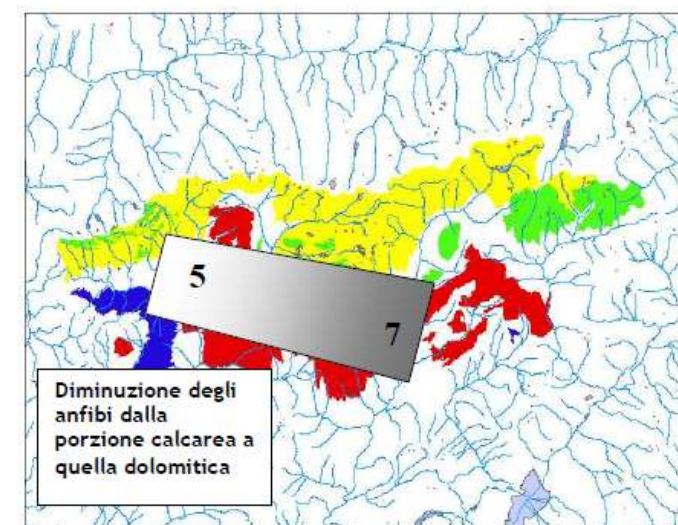 5
7
Diminuzione degli
anfibi dalla
porzione calcarea a
quella dolomitica